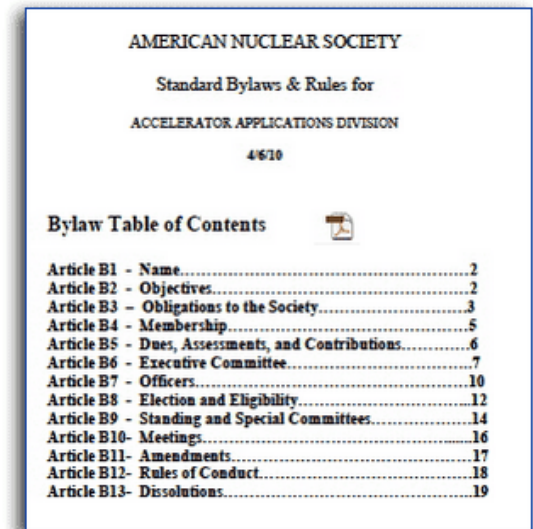 AMERICAN NUCLEAR SOCIETY
Standard Bylaws & Rules for
ACCELERATOR APPLICATIONS DIVISION
4/6/10
Bylaw Table of Contents
Article B1 - Name.......................................................................2
Article B2 - Objectives................................................................2
Article B3 – Obligations to the Society....................................3
Article B4 - Membership.............................................................5
Article B5 - Dues, Assessments, and Contributions................6
Article B6 - Executive Committee.............................................7
Article B7 - Officers...................................................................10
Article B8 - Election and Eligibility...........................................12
Article B9 - Standing and Special Committees........................14
Article B10- Meetings..................................................................16
Article B11- Amendments...........................................................17
Article B12- Rules of Conduct....................................................18
Article B13- Dissolutions............................................................19